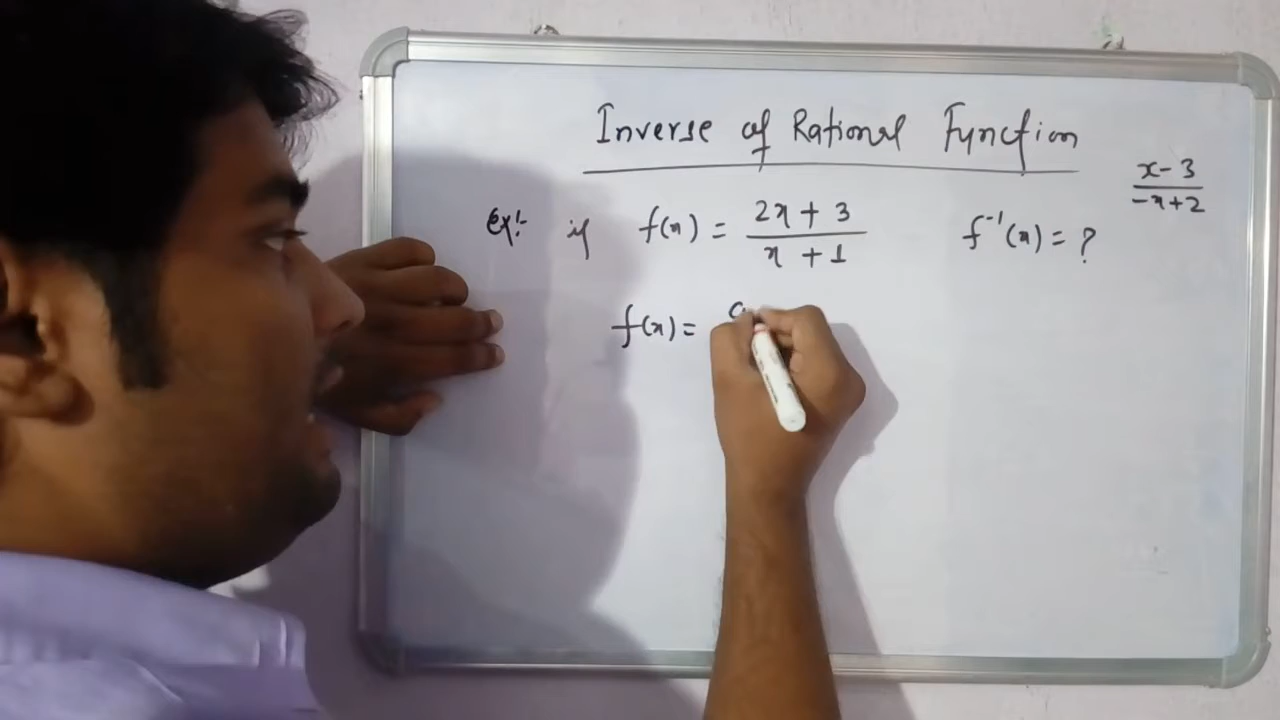 Inverse of Rational Function
x-3
-x+2
Ex:- if f(x) = 2x+3 / x+1 f⁻¹(x) = ?
f(x) =